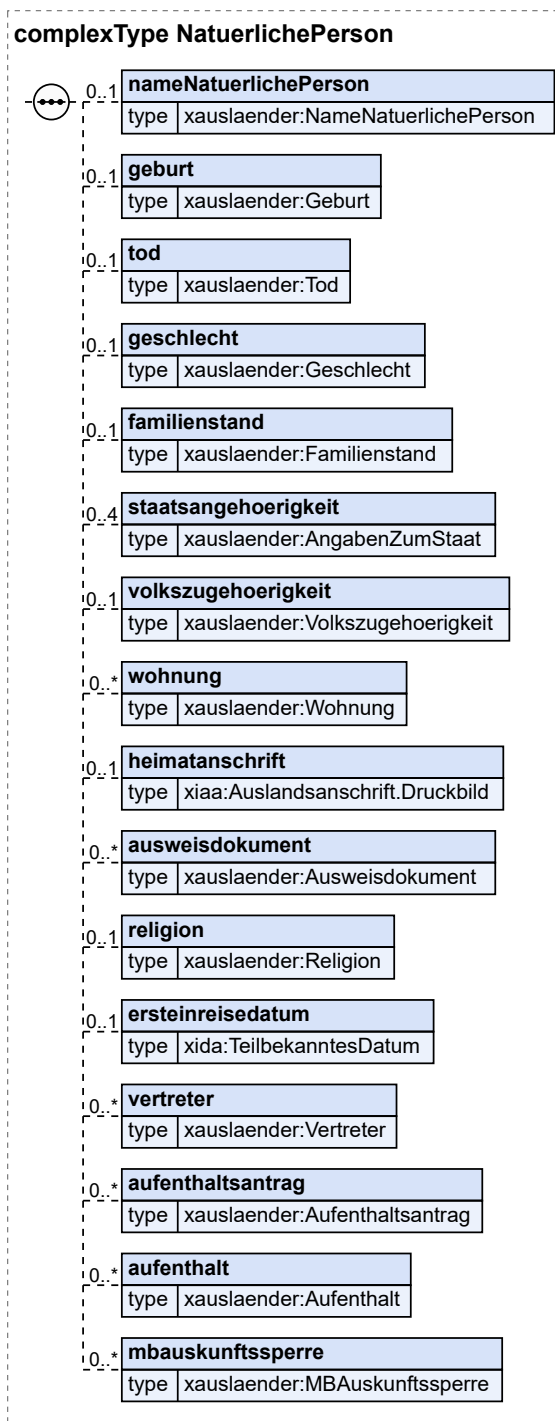 complexType NatuerlichePerson
0..1 nameNatuerlichePerson
type xauslaender:NameNatuerlichePerson
0..1 geburt
type xauslaender:Geburt
0..1 tod
type xauslaender:Tod
0..1 geschlecht
type xauslaender:Geschlecht
0..1 familienstand
type xauslaender:Familienstand
0..4 staatsangehoerigkeit
type xauslaender:AngabenZumStaat
0..1 volkszugehoerigkeit
type xauslaender:Volkszugehoerigkeit
0..* wohnung
type xauslaender:Wohnung
0..1 heimatanschrift
type xiaa:Auslandsanschrift.Druckbild
0..* ausweisdokument
type xauslaender:Ausweisdokument
0..1 religion
type xauslaender:Religion
0..1 ersteinreisedatum
type xida:TeilbekanntesDatum
0..* vertreter
type xauslaender:Vertreter
0..* aufenthaltsantrag
type xauslaender:Aufenthaltsantrag
0..* aufenthalt
type xauslaender:Aufenthalt
0..* mbauskunftssperre
type xauslaender:MBAuskunftssperre